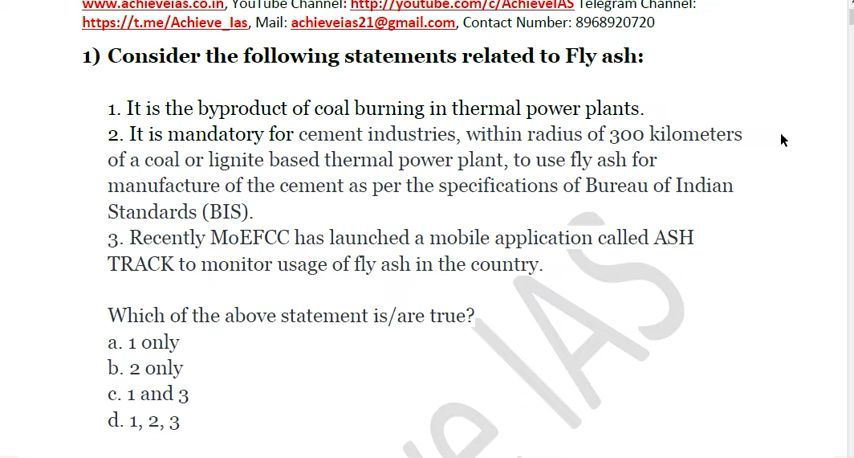 www.achieveias.co.in, YouTube Channel: http://youtube.com/c/AchieveIAS Telegram Channel:
https://t.me/Achieve_Ias, Mail: achieveias21@gmail.com, Contact Number: 8968920720
1) Consider the following statements related to Fly ash:
1. It is the byproduct of coal burning in thermal power plants.
2. It is mandatory for cement industries, within radius of 300 kilometers
of a coal or lignite based thermal power plant, to use fly ash for
manufacture of the cement as per the specifications of Bureau of Indian
Standards (BIS).
3. Recently MoEFCC has launched a mobile application called ASH
TRACK to monitor usage of fly ash in the country.
Which of the above statement is/are true?
a. 1 only
b. 2 only
c. 1 and 3
d. 1, 2, 3
e IAS